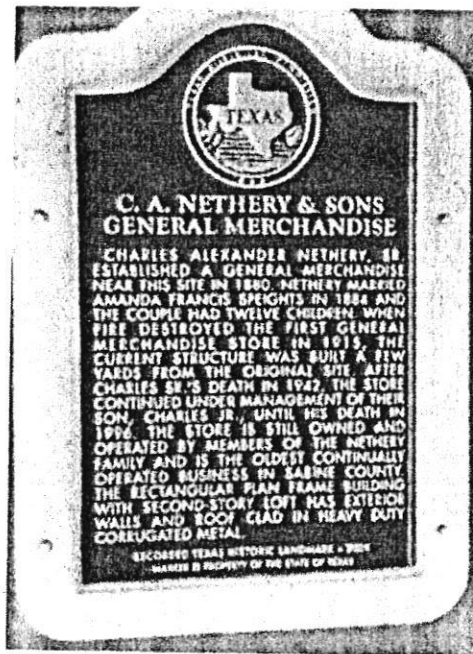 TEXAS
C. A. NETHERY & SONS
GENERAL MERCHANDISE
CHARLES ALEXANDER NETHERY, SR.
ESTABLISHED A GENERAL MERCHANDISE
NEAR THIS SITE IN 1880. NETHERY MARRIED
AMANDA FRANCIS SPEIGHTS IN 1884 AND
THE COUPLE HAD TWELVE CHILDREN. WHEN
FIRE DESTROYED THE FIRST GENERAL
MERCHANDISE STORE IN 1915, THE
CURRENT STRUCTURE WAS BUILT A FEW
YARDS FROM THE ORIGINAL SITE. AFTER
CHARLES SR.'S DEATH IN 1942, THE STORE
CONTINUED UNDER MANAGEMENT OF THEIR
SON, CHARLES JR., UNTIL HIS DEATH IN
1996. THE STORE IS STILL OWNED AND
OPERATED BY MEMBERS OF THE NETHERY
FAMILY AND IS THE OLDEST CONTINUALLY
OPERATED BUSINESS IN SABINE COUNTY.
THE RECTANGULAR PLAN FRAME BUILDING
WITH SECOND-STORY LOFT HAS EXTERIOR
WALLS AND ROOF CLAD IN HEAVY DUTY
CORRUGATED METAL.
RECORDED TEXAS HISTORIC LANDMARK
MARKER IS PROPERTY OF THE STATE OF TEXAS